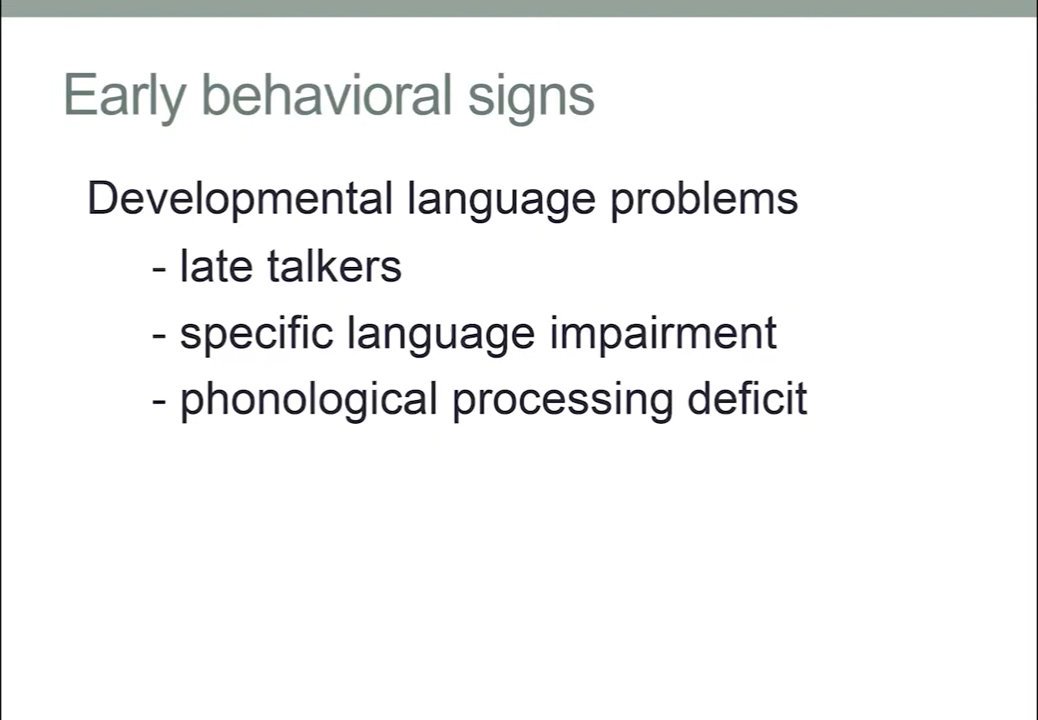 Early behavioral signs
Developmental language problems
- late talkers
- specific language impairment
- phonological processing deficit